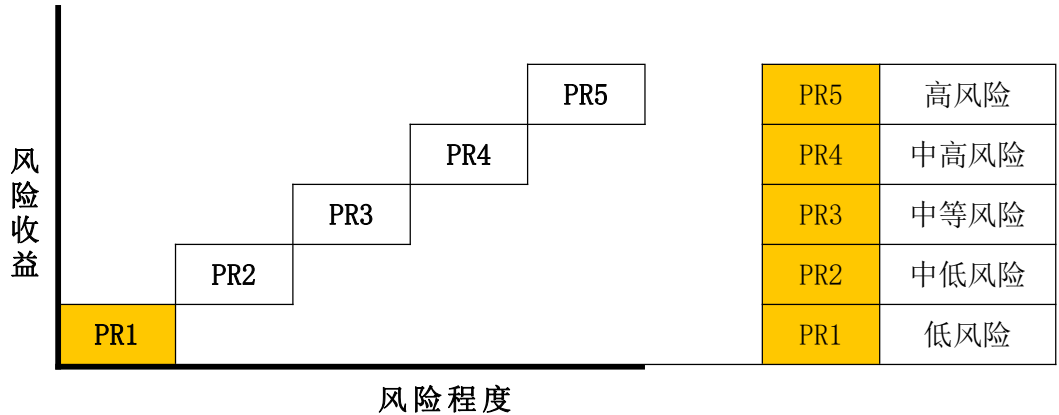 PR5
PR4
PR3
PR2
PR1
风险收益
风险程度
PR5 高风险
PR4 中高风险
PR3 中等风险
PR2 中低风险
PR1 低风险